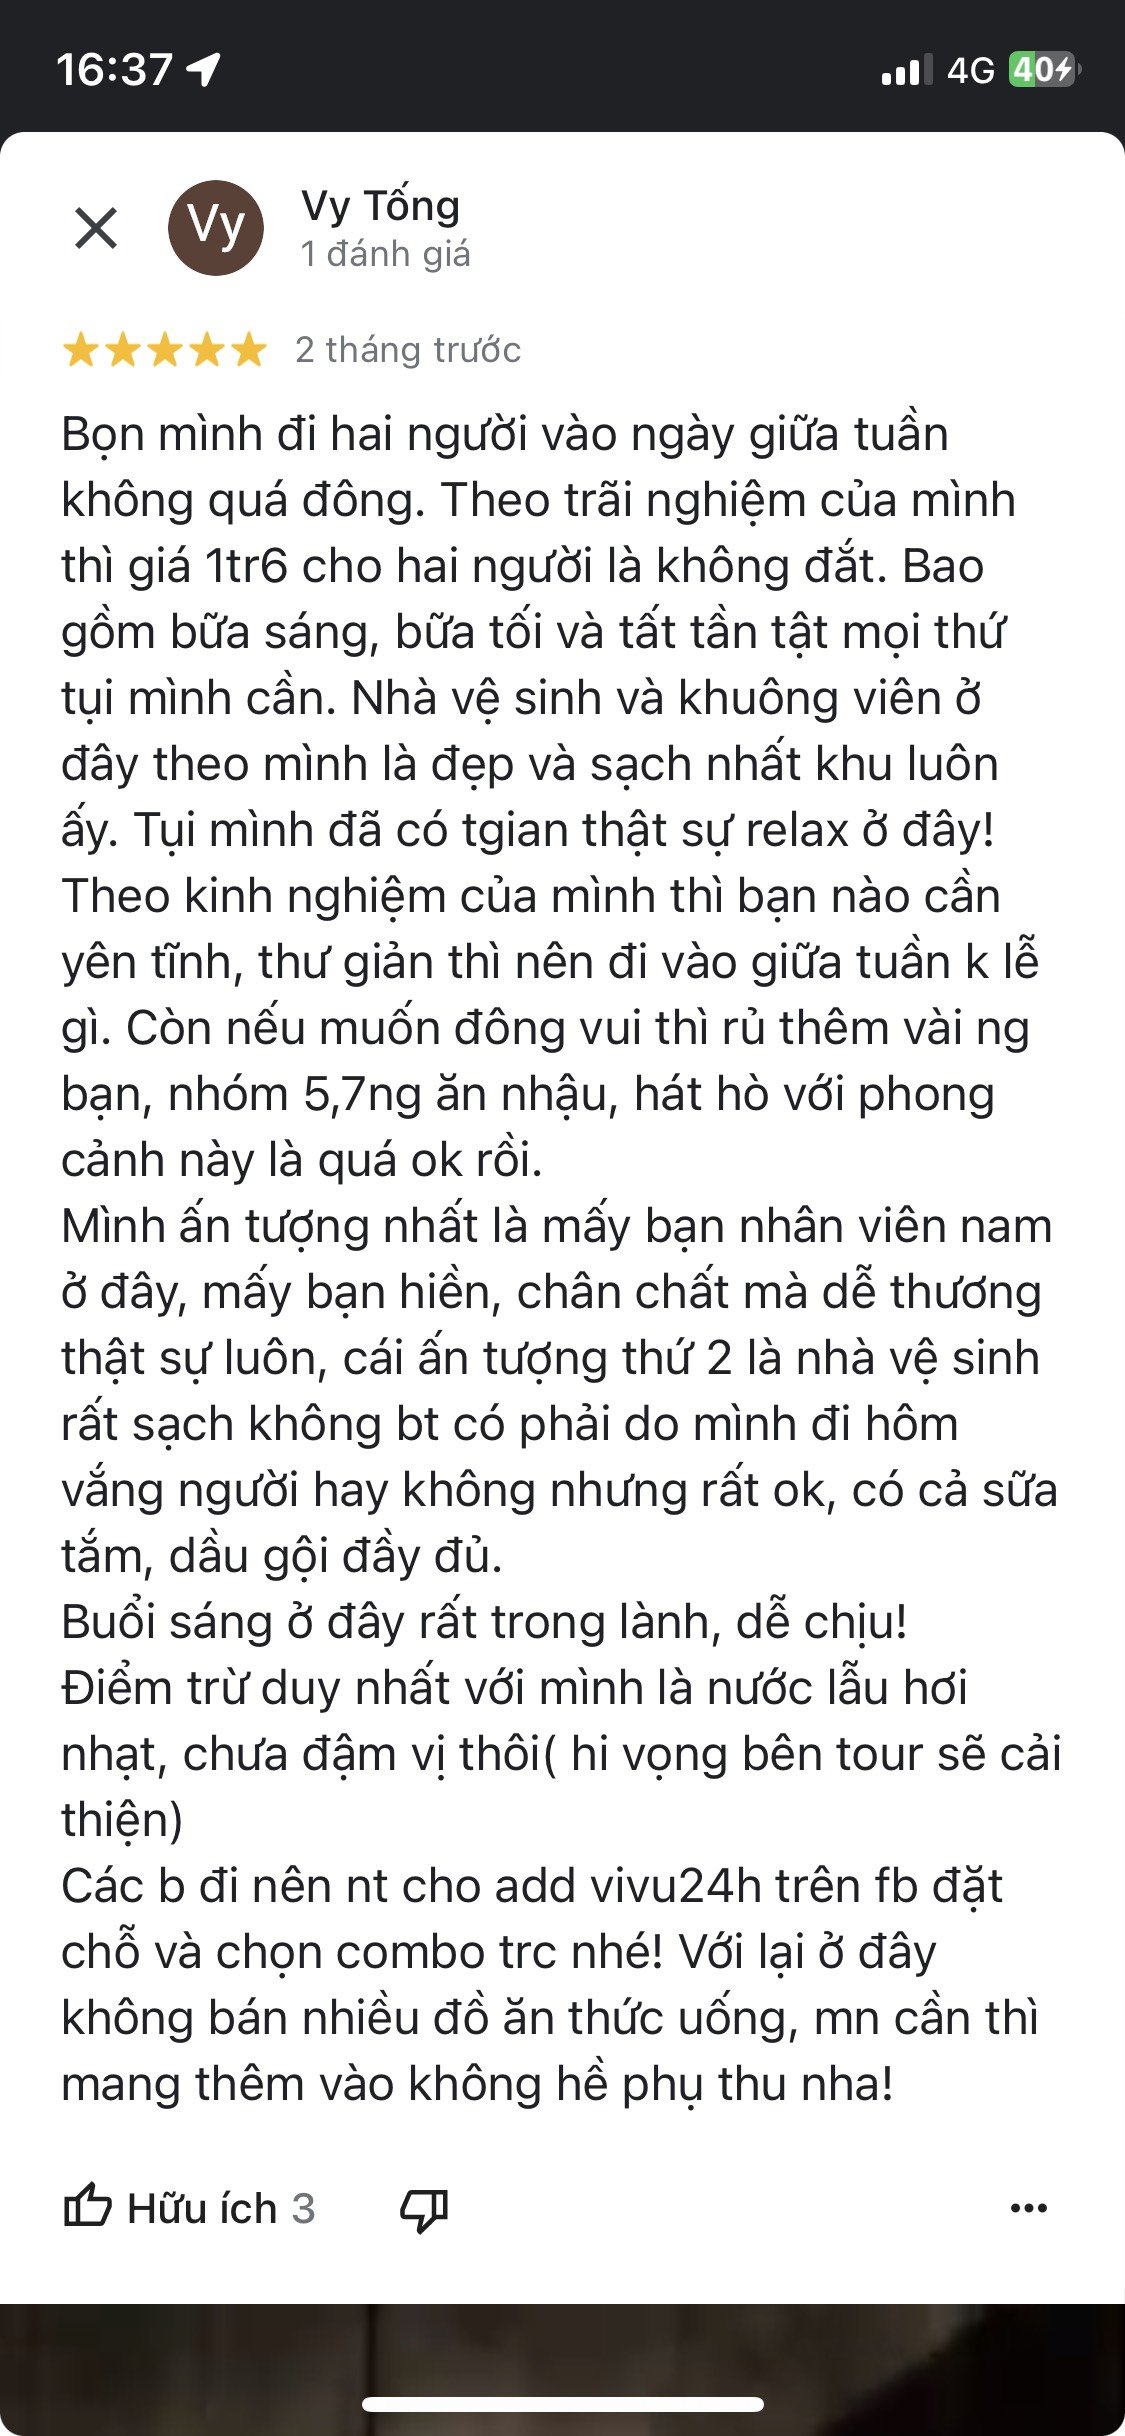 16:37
4G 40
Vy
Vy Tống
1 đánh giá
2 tháng trước
Bọn mình đi hai người vào ngày giữa tuần
không quá đông. Theo trãi nghiệm của mình
thì giá 1tr6 cho hai người là không đắt. Bao
gồm bữa sáng, bữa tối và tất tần tật mọi thứ
tụi mình cần. Nhà vệ sinh và khuông viên ở
đây theo mình là đẹp và sạch nhất khu luôn
ấy. Tụi mình đã có tgian thật sự relax ở đây!
Theo kinh nghiệm của mình thì bạn nào cần
yên tĩnh, thư giản thì nên đi vào giữa tuần k lễ
gì. Còn nếu muốn đông vui thì rủ thêm vài ng
bạn, nhóm 5,7ng ăn nhậu, hát hò với phong
cảnh này là quá ok rồi.
Mình ấn tượng nhất là mấy bạn nhân viên nam
ở đây, mấy bạn hiền, chân chất mà dễ thương
thật sự luôn, cái ấn tượng thứ 2 là nhà vệ sinh
rất sạch không bt có phải do mình đi hôm
vắng người hay không nhưng rất ok, có cả sữa
tắm, dầu gội đầy đủ.
Buổi sáng ở đây rất trong lành, dễ chịu!
Điểm trừ duy nhất với mình là nước lẫu hơi
nhạt, chưa đậm vị thôi( hi vọng bên tour sẽ cải
thiện)
Các b đi nên nt cho add vivu24h trên fb đặt
chỗ và chọn combo trc nhé! Với lại ở đây
không bán nhiều đồ ăn thức uống, mn cần thì
mang thêm vào không hề phụ thu nha!
Hữu ích 3